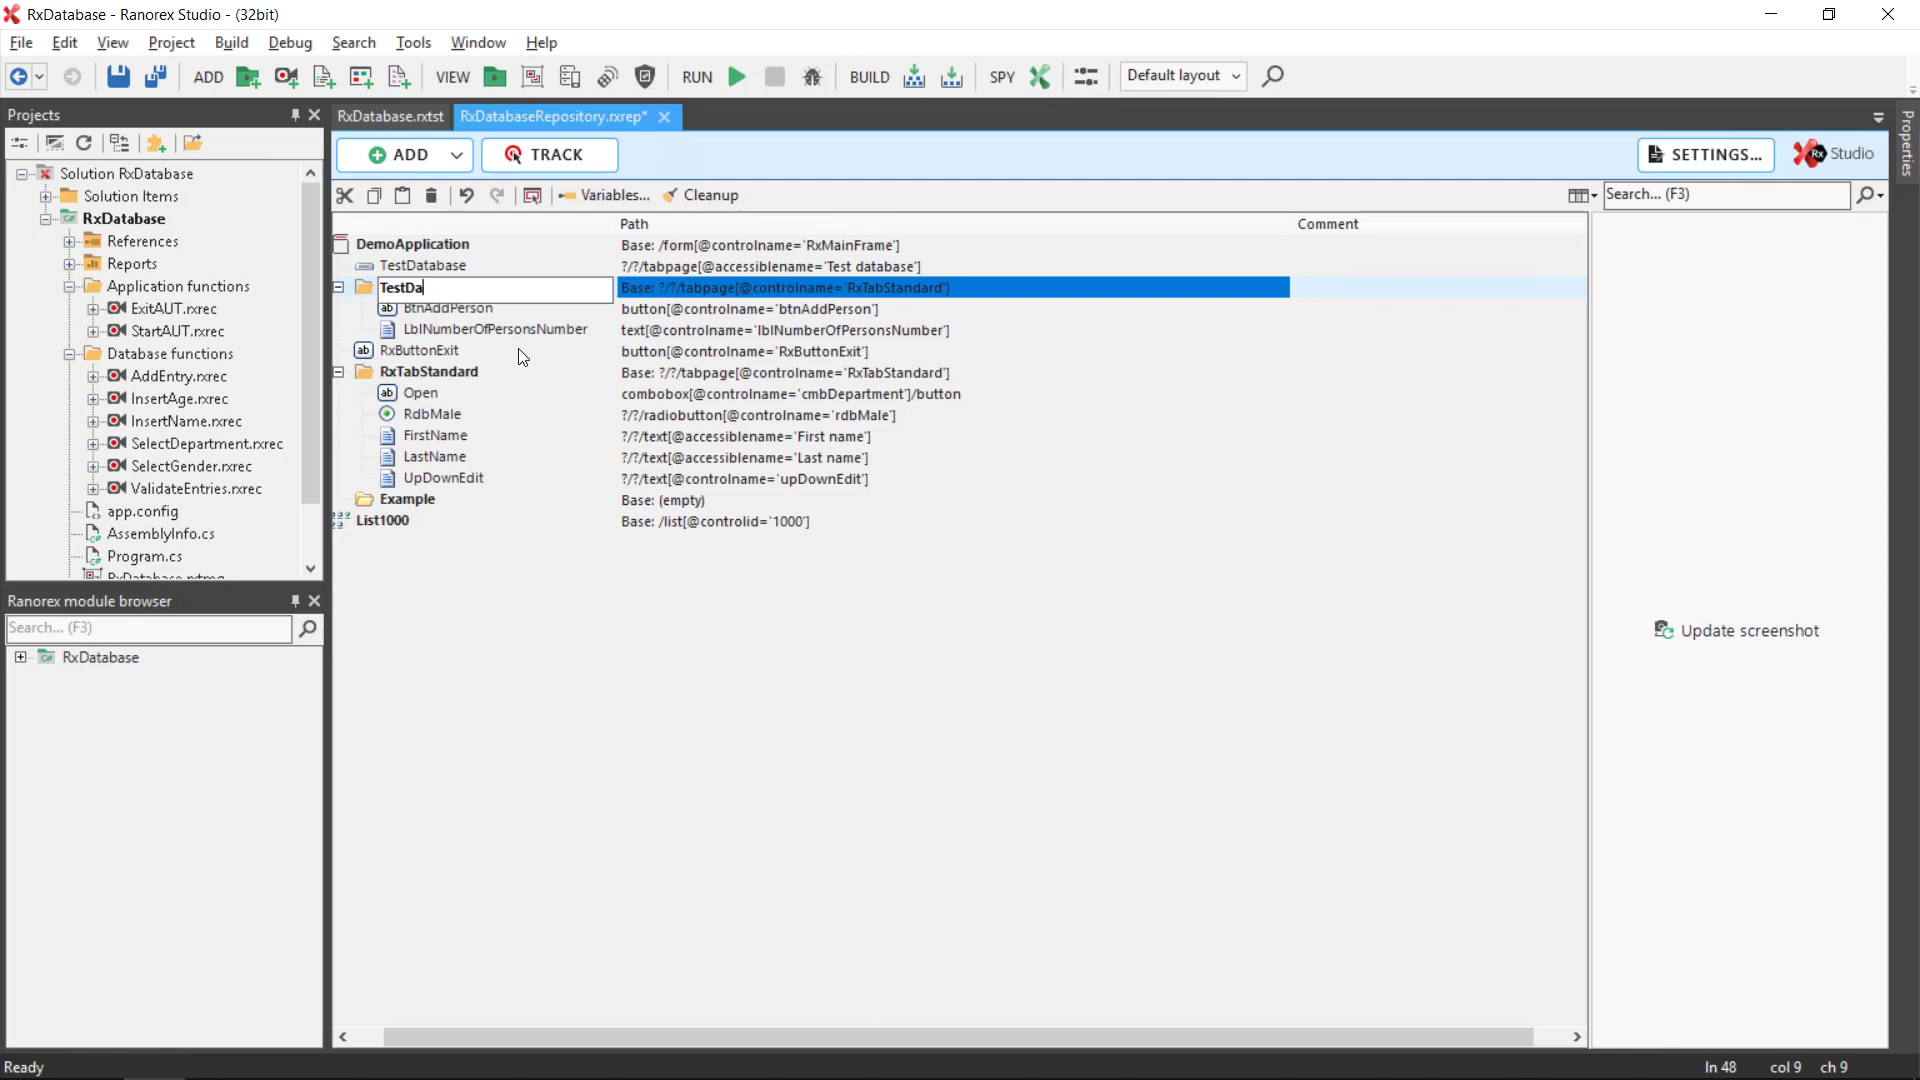 RxDatabase - Ranorex Studio - (32bit)
File Edit View Project Build Debug Search Tools Window Help
ADD VIEW RUN BUILD SPY Default layout
Projects
RxDatabase.rxtst RxDatabaseRepository.rxrep*
Properties
ADD TRACK SETTINGS... Rx Studio
Variables... Cleanup Search... (F3)
Path Comment
Solution RxDatabase
Solution Items
RxDatabase
References
Reports
Application functions
ExitAUT.rxrec
StartAUT.rxrec
Database functions
AddEntry.rxrec
InsertAge.rxrec
InsertName.rxrec
SelectDepartment.rxrec
SelectGender.rxrec
ValidateEntries.rxrec
app.config
AssemblyInfo.cs
Program.cs
DemoApplication Base: /form[@controlname='RxMainFrame']
TestDatabase ?/?/tabpage[@accessiblename='Test database']
TestDa Base: ?/?/tabpage[@controlname='RxTabStandard']
ab BtnAddPerson button[@controlname='btnAddPerson']
LblNumberOfPersonsNumber text[@controlname='lblNumberOfPersonsNumber']
ab RxButtonExit button[@controlname='RxButtonExit']
RxTabStandard Base: ?/?/tabpage[@controlname='RxTabStandard']
ab Open combobox[@controlname='cmbDepartment']/button
RdbMale ?/?/radiobutton[@controlname='rdbMale']
FirstName ?/?/text[@accessiblename='First name']
LastName ?/?/text[@accessiblename='Last name']
UpDownEdit ?/?/text[@controlname='upDownEdit']
Example Base: (empty)
List1000 Base: /list[@controlid='1000']
Update screenshot
Ranorex module browser
Search... (F3)
RxDatabase
Ready ln 48 col 9 ch 9